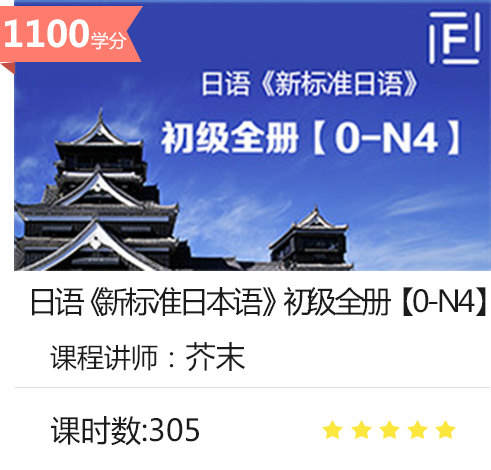 1100学分
F
日语《新标准日语》
初级全册【0-N4】
日语《新标准日本语》初级全册【0-N4】
课程讲师：芥末
课时数:305